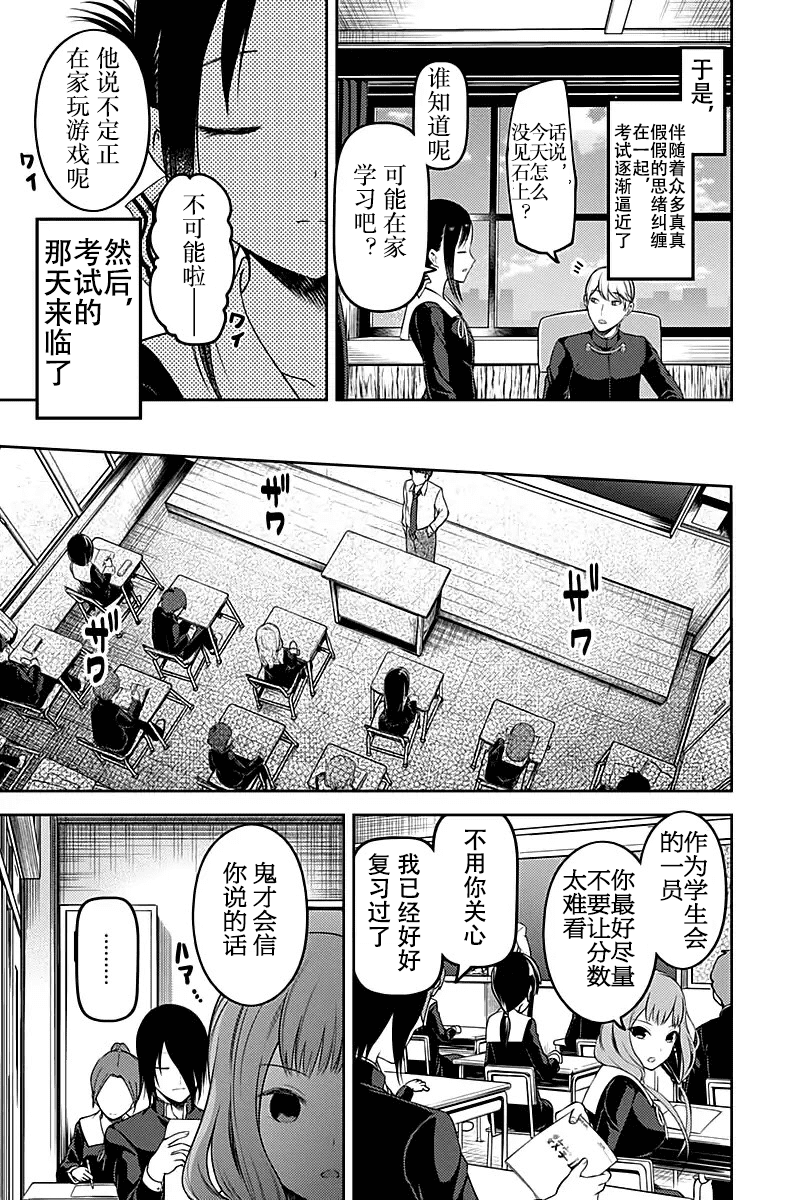 于是，
伴随着众多真真
假假的思绪纠缠
在一起，
考试逐渐逼近了
话说，
今天怎么
没见石上？
谁知道呢
可能在家
学习吧？
他说不定正
在家玩游戏呢
ワイ
不可能啦——
ワイ
然后，
考试的
那天来临了
ザワ
ザワ
ザワ
作为学生会
的一员
你最好尽量
不要让分数
太难看
不用你关心
我已经好好
复习过了
鬼才会信
你说的话
ハァ…
………